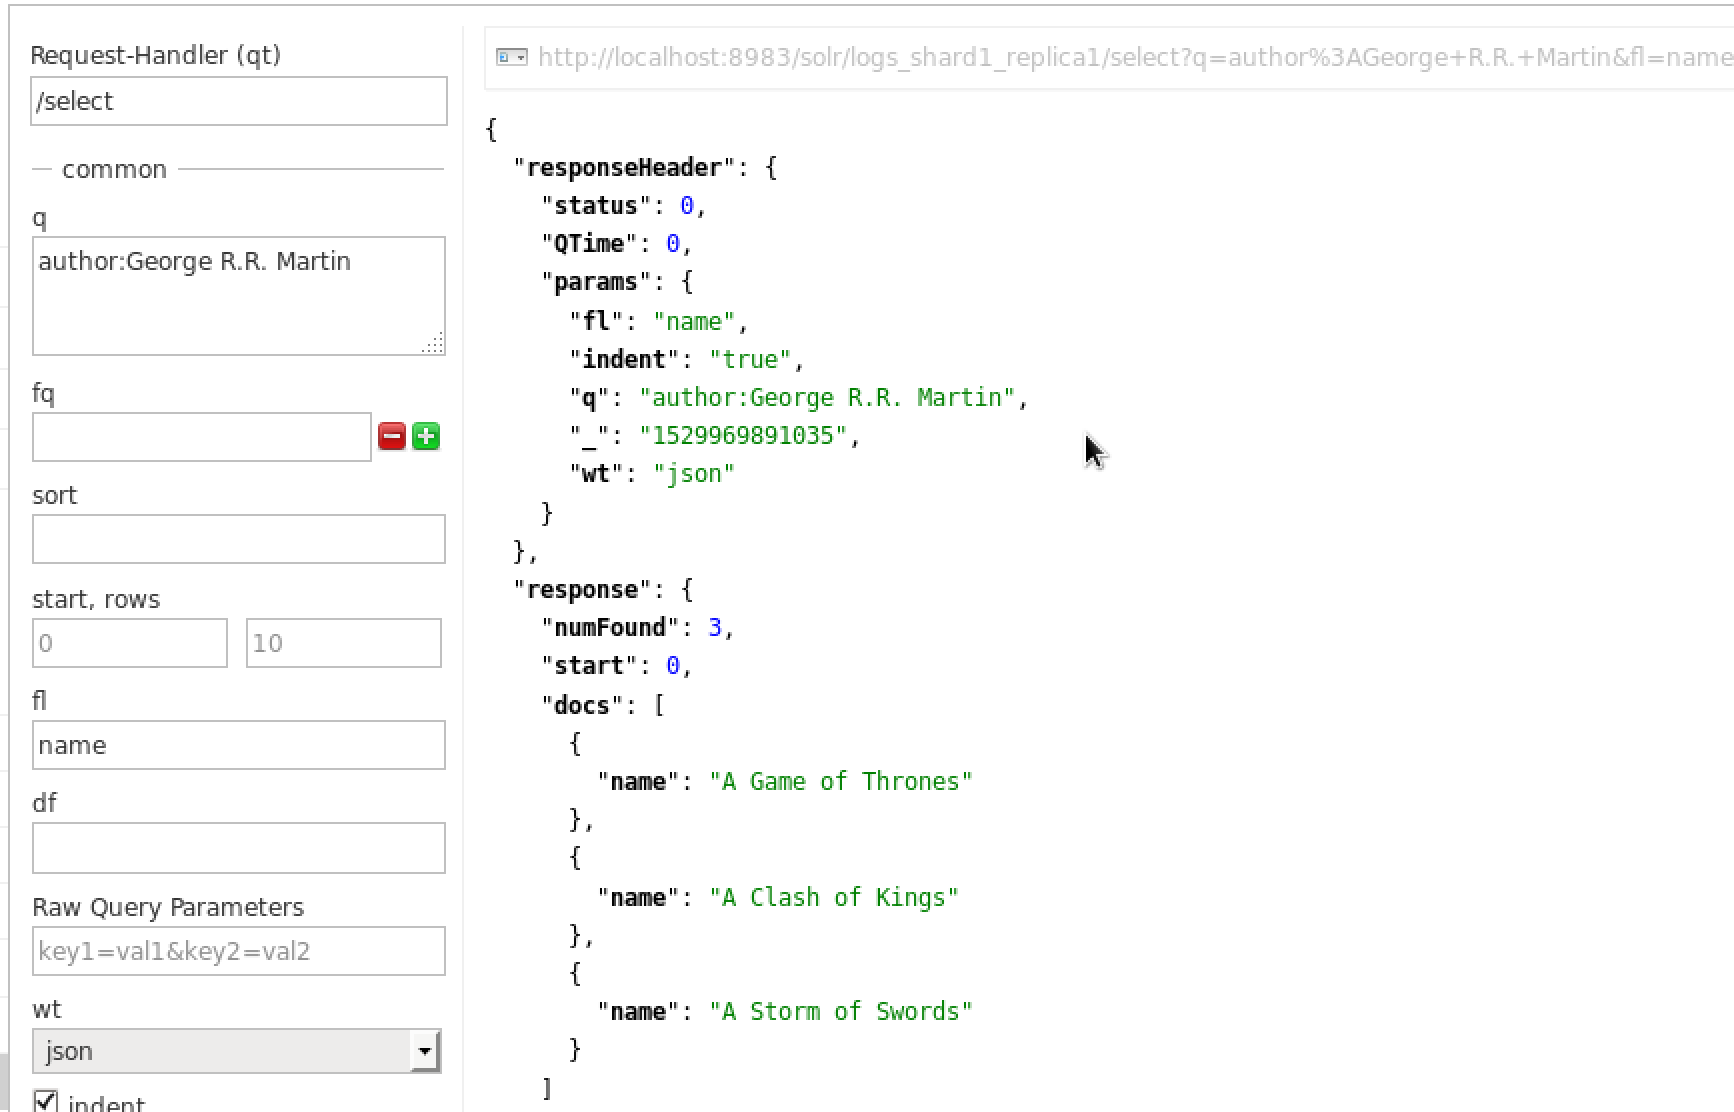 Request-Handler (qt)
/select
common
q
author:George R.R. Martin
fq
sort
start, rows
0 10
fl
name
df
Raw Query Parameters
key1=val1&key2=val2
wt
json
indent
http://localhost:8983/solr/logs_shard1_replica1/select?q=author%3AGeorge+R.R.+Martin&fl=name
{
"responseHeader": {
"status": 0,
"QTime": 0,
"params": {
"fl": "name",
"indent": "true",
"q": "author:George R.R. Martin",
"_": "1529969891035",
"wt": "json"
}
},
"response": {
"numFound": 3,
"start": 0,
"docs": [
{
"name": "A Game of Thrones"
},
{
"name": "A Clash of Kings"
},
{
"name": "A Storm of Swords"
}
]